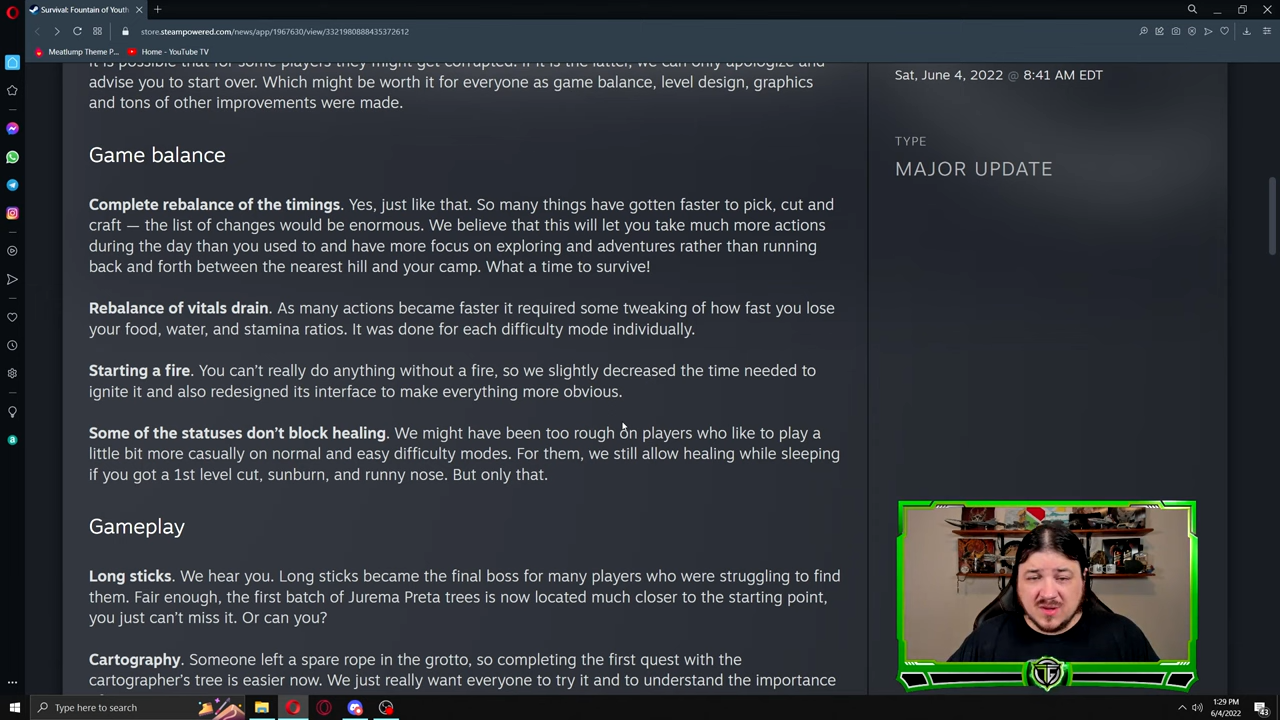 Survival: Fountain of Youth
store.steampowered.com/news/app/1967630/view/3321980888435372612
Meatlump Theme P...
Home - YouTube TV
it is possible that for some players they might get corrupted. If it is the latter, we can only apologize and
advise you to start over. Which might be worth it for everyone as game balance, level design, graphics
and tons of other improvements were made.
Sat, June 4, 2022 @ 8:41 AM EDT
TYPE
MAJOR UPDATE
Game balance
Complete rebalance of the timings. Yes, just like that. So many things have gotten faster to pick, cut and
craft — the list of changes would be enormous. We believe that this will let you take much more actions
during the day than you used to and have more focus on exploring and adventures rather than running
back and forth between the nearest hill and your camp. What a time to survive!
Rebalance of vitals drain. As many actions became faster it required some tweaking of how fast you lose
your food, water, and stamina ratios. It was done for each difficulty mode individually.
Starting a fire. You can’t really do anything without a fire, so we slightly decreased the time needed to
ignite it and also redesigned its interface to make everything more obvious.
Some of the statuses don’t block healing. We might have been too rough on players who like to play a
little bit more casually on normal and easy difficulty modes. For them, we still allow healing while sleeping
if you got a 1st level cut, sunburn, and runny nose. But only that.
Gameplay
Long sticks. We hear you. Long sticks became the final boss for many players who were struggling to find
them. Fair enough, the first batch of Jurema Preta trees is now located much closer to the starting point,
you just can’t miss it. Or can you?
Cartography. Someone left a spare rope in the grotto, so completing the first quest with the
cartographer’s tree is easier now. We just really want everyone to try it and to understand the importance
Type here to search
1:29 PM
6/4/2022
43